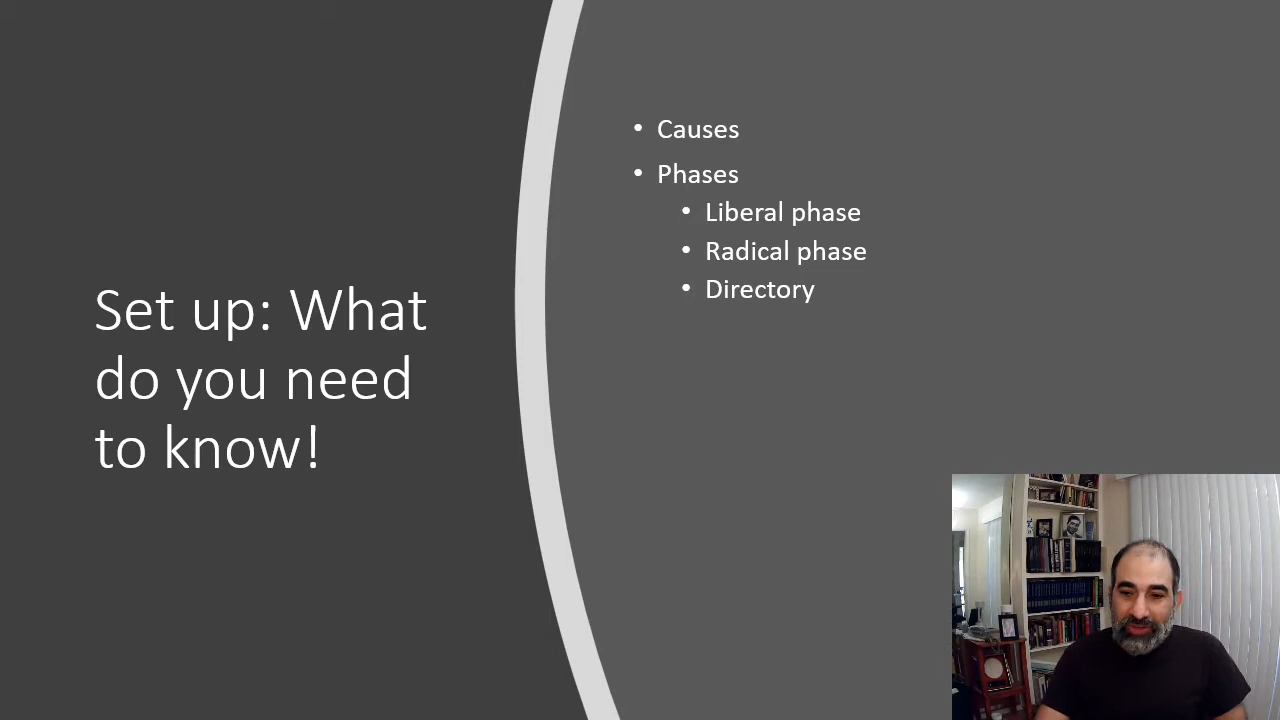 Set up: What
do you need
to know!
• Causes
• Phases
• Liberal phase
• Radical phase
• Directory